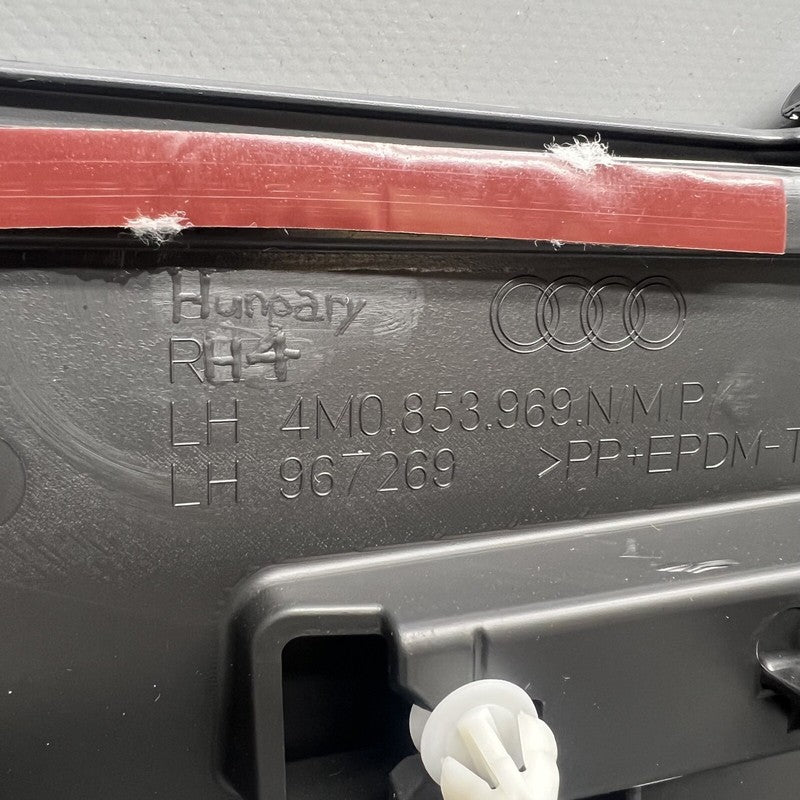 Hungary
RH4
LH 4M0.853.969.N/M/P/
LH 967269 >PP+EPDM-T